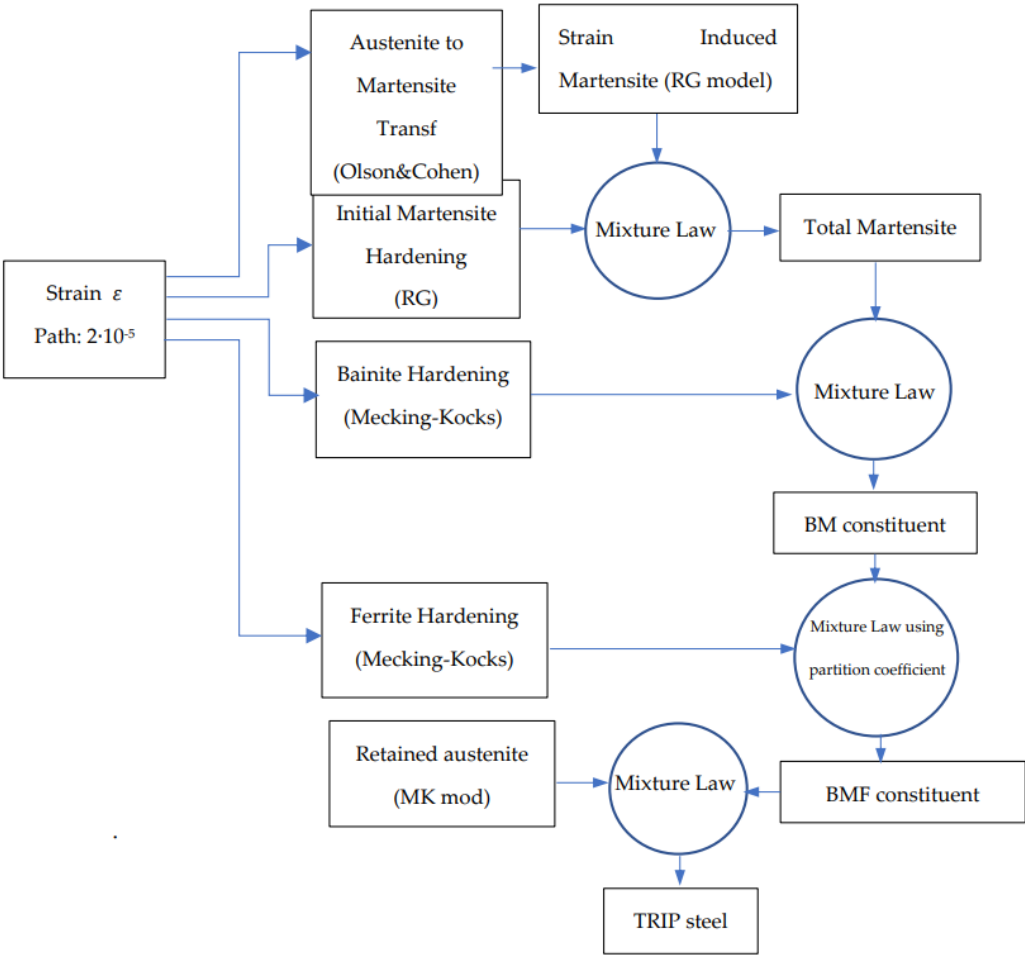 Austenite to
Martensite
Transf
(Olson&Cohen)
Strain Induced
Martensite (RG model)
Initial Martensite
Hardening
(RG)
Mixture Law
Total Martensite
Strain ε
Path: 2·10-5
Bainite Hardening
(Mecking-Kocks)
Mixture Law
BM constituent
Ferrite Hardening
(Mecking-Kocks)
Mixture Law using
partition coefficient
Retained austenite
(MK mod)
Mixture Law
BMF constituent
TRIP steel